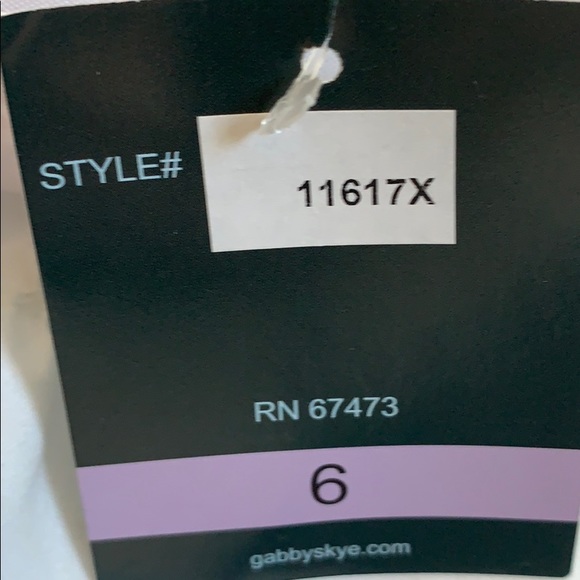 STYLE# 11617X
RN 67473
6
gabbyskye.com